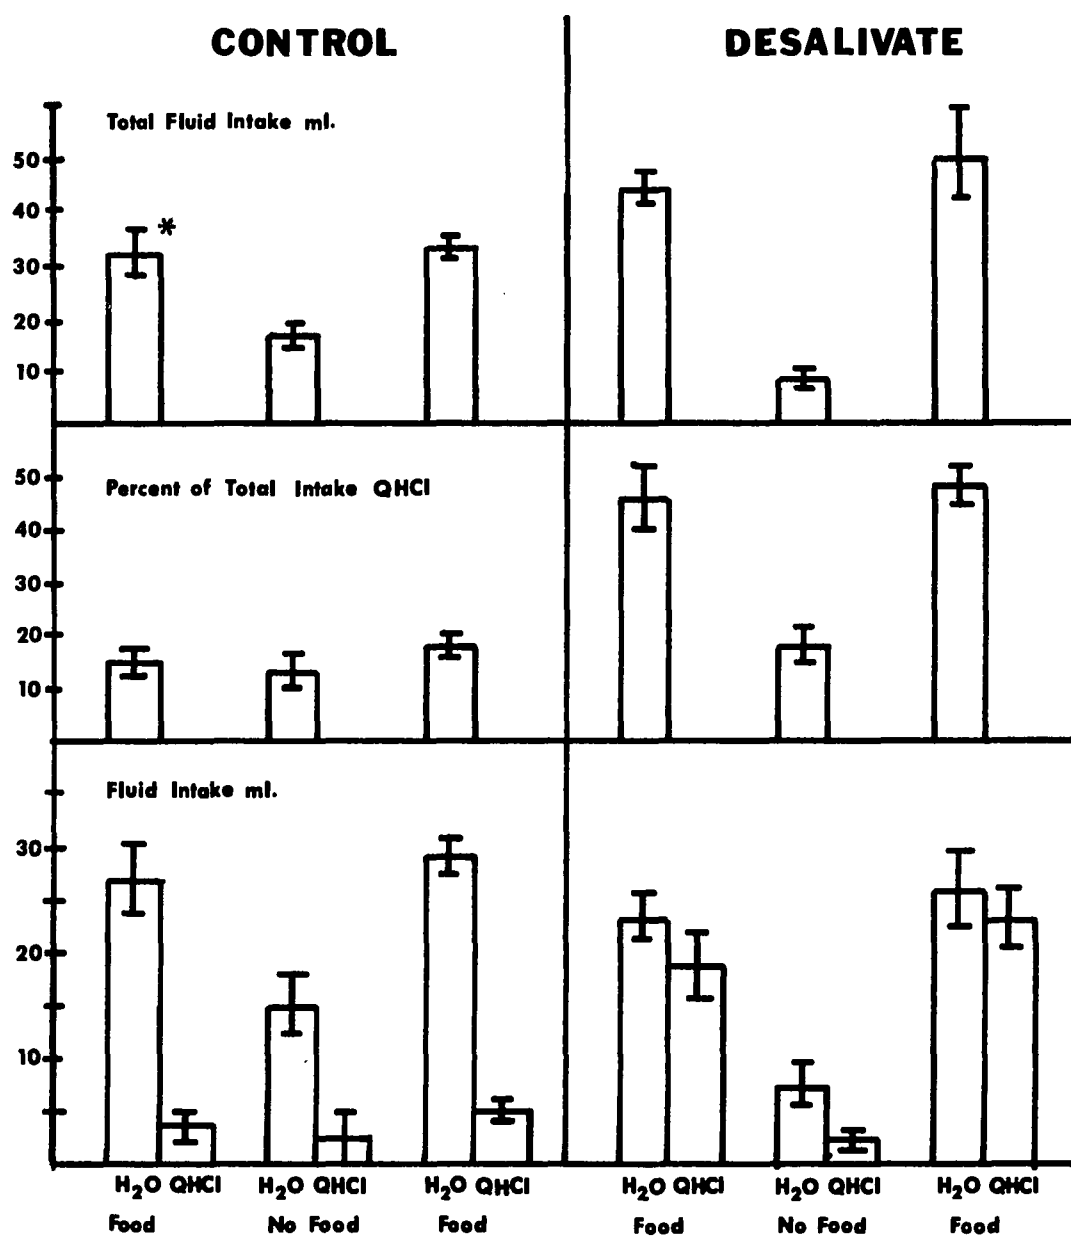 CONTROL DESALIVATE
Total Fluid Intake ml.
50
40
*
30
20
10
50
Percent of Total Intake QHCl
40
30
20
10
Fluid Intake ml.
30
20
10
H₂O QHCl H₂O QHCl H₂O QHCl H₂O QHCl H₂O QHCl H₂O QHCl
Food No Food Food Food No Food Food